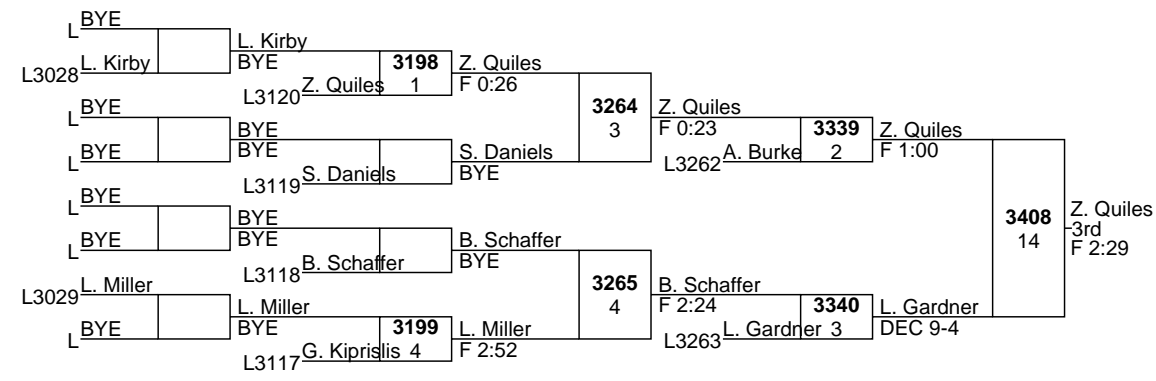 L BYE
L3028 L. Kirby
L. Kirby
BYE
L3120 Z. Quiles
3198
1
Z. Quiles
F 0:26
L BYE
L BYE
BYE
BYE
L3119 S. Daniels
S. Daniels
BYE
3264
3
Z. Quiles
F 0:23
L3262 A. Burke
3339
2
Z. Quiles
F 1:00
L BYE
L BYE
BYE
BYE
L3118 B. Schaffer
B. Schaffer
BYE
L3029 L. Miller
L BYE
L. Miller
BYE
L3117 G. Kiprislis
3199
4
L. Miller
F 2:52
3265
4
B. Schaffer
F 2:24
L3263 L. Gardner
3340
3
L. Gardner
DEC 9-4
3408
14
Z. Quiles
3rd
F 2:29